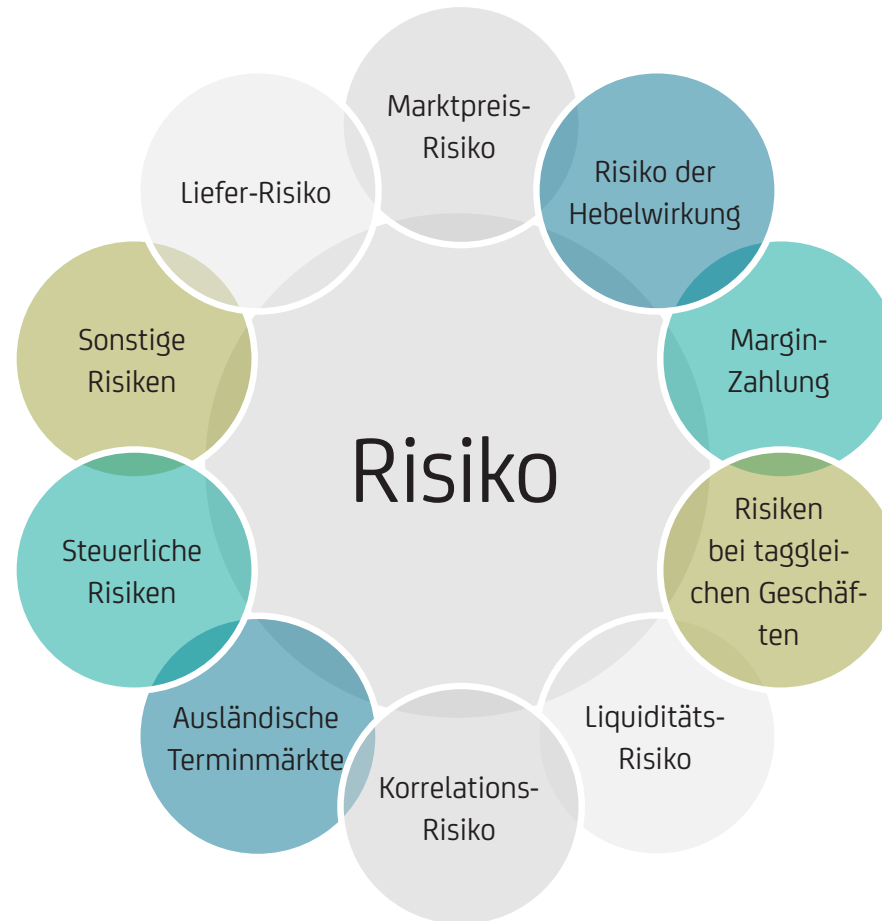 Marktpreis-
Risiko
Risiko der
Hebelwirkung
Margin-
Zahlung
Risiken
bei tagglei-
chen Geschäf-
ten
Liquiditäts-
Risiko
Korrelations-
Risiko
Ausländische
Terminmärkte
Steuerliche
Risiken
Sonstige
Risiken
Liefer-Risiko
Risiko